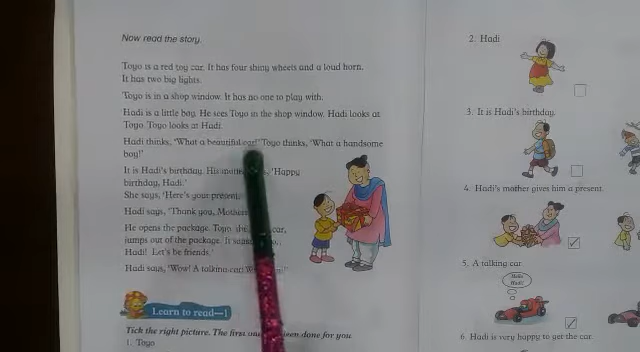 Now read the story.
Toyo is a red toy car. It has four shiny wheels and a loud horn.
It has two big lights.
Toyo is in a shop window. It has no one to play with.
Hadi is a little boy. He sees Toyo in the shop window. Hadi looks at
Toyo. Toyo looks at Hadi.
Hadi thinks, 'What a beautiful car!' Toyo thinks, 'What a handsome
boy!'
It is Hadi's birthday. His 'Happy
birthday, Hadi.'
She says, 'Here's your present.
Hadi says, 'Thank you, Mother
He opens the package. Toyo car,
jumps out of the package. It
Hadi! Let's be friends.'
Hadi says, 'Wow! A talking car!
Learn to read—1
Tick the right picture. The first been done for you.
1. Toyo
2. Hadi
3. It is Hadi's birthday.
4. Hadi's mother gives him a present.
5. A talking car
Hello
Hadi!
6. Hadi is very happy to get the car.